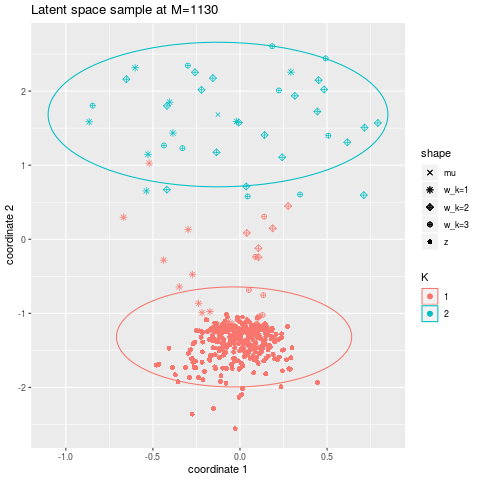 Latent space sample at M=1130
coordinate 2
2
1
0
-1
-2
-1.0
-0.5
0.0
0.5
coordinate 1
shape
mu
w_k=1
w_k=2
w_k=3
z
K
1
2